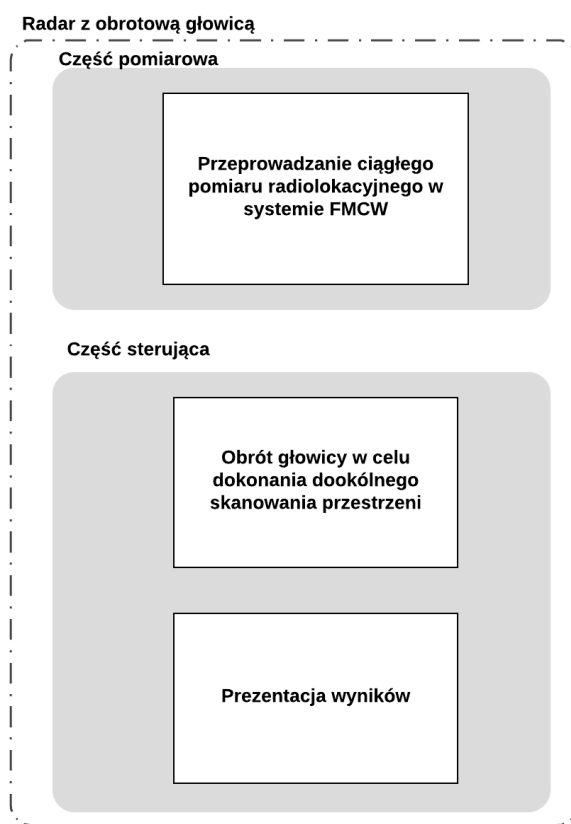 Radar z obrotową głowicą
Część pomiarowa
Przeprowadzanie ciągłego
pomiaru radiolokacyjnego w
systemie FMCW
Część sterująca
Obrót głowicy w celu
dokonania dookólnego
skanowania przestrzeni
Prezentacja wyników